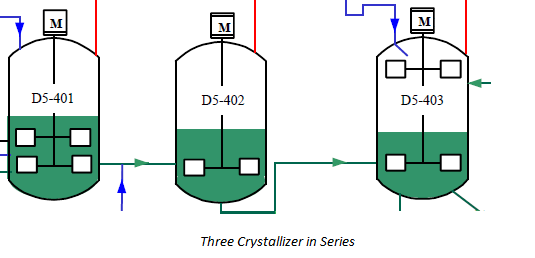 M
M
M
D5-401
D5-402
D5-403
Three Crystallizer in Series